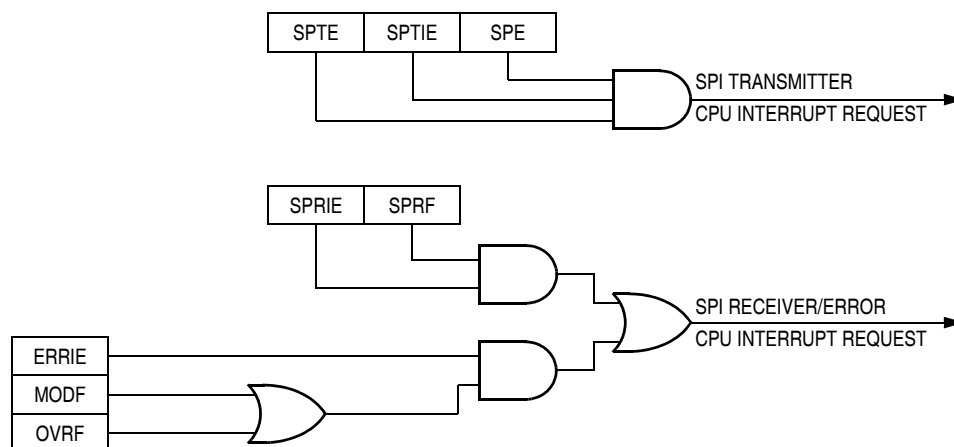 SPTE SPTIE SPE
SPI TRANSMITTER
CPU INTERRUPT REQUEST
SPRIE SPRF
SPI RECEIVER/ERROR
CPU INTERRUPT REQUEST
ERRIE
MODF
OVRF